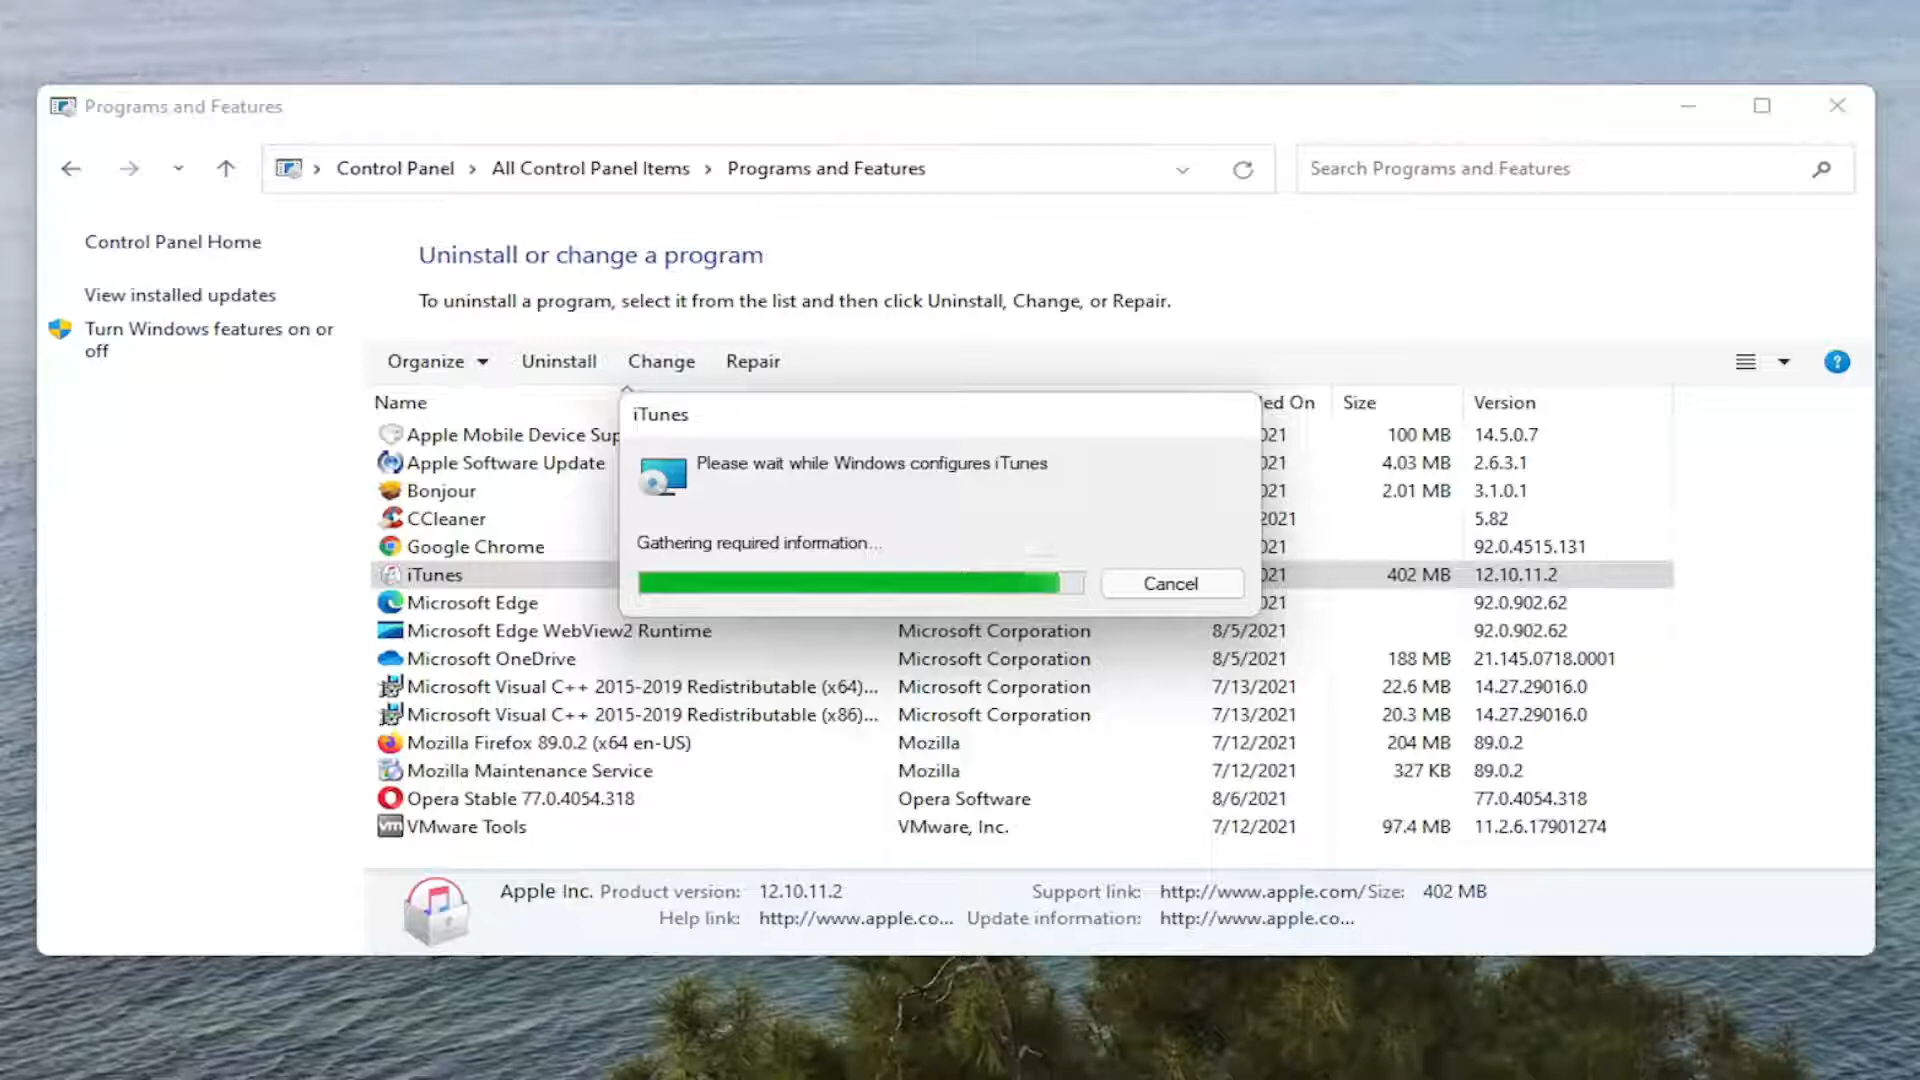 Programs and Features
Control Panel > All Control Panel Items > Programs and Features
Search Programs and Features
Control Panel Home
View installed updates
Turn Windows features on or
off
Uninstall or change a program
To uninstall a program, select it from the list and then click Uninstall, Change, or Repair.
Organize Uninstall Change Repair
?
Name ed On Size Version
Apple Mobile Device Sup 021 100 MB 14.5.0.7
Apple Software Update 021 4.03 MB 2.6.3.1
Bonjour 021 2.01 MB 3.1.0.1
CCleaner 2021 5.82
Google Chrome 021 92.0.4515.131
iTunes 021 402 MB 12.10.11.2
Microsoft Edge 021 92.0.902.62
iTunes
Please wait while Windows configures iTunes
Gathering required information...
Cancel
Microsoft Edge WebView2 Runtime Microsoft Corporation 8/5/2021 92.0.902.62
Microsoft OneDrive Microsoft Corporation 8/5/2021 188 MB 21.145.0718.0001
Microsoft Visual C++ 2015-2019 Redistributable (x64)... Microsoft Corporation 7/13/2021 22.6 MB 14.27.29016.0
Microsoft Visual C++ 2015-2019 Redistributable (x86)... Microsoft Corporation 7/13/2021 20.3 MB 14.27.29016.0
Mozilla Firefox 89.0.2 (x64 en-US) Mozilla 7/12/2021 204 MB 89.0.2
Mozilla Maintenance Service Mozilla 7/12/2021 327 KB 89.0.2
Opera Stable 77.0.4054.318 Opera Software 8/6/2021 77.0.4054.318
vm VMware Tools VMware, Inc. 7/12/2021 97.4 MB 11.2.6.17901274
Apple Inc. Product version: 12.10.11.2 Support link: http://www.apple.com/ Size: 402 MB
Help link: http://www.apple.co... Update information: http://www.apple.co...